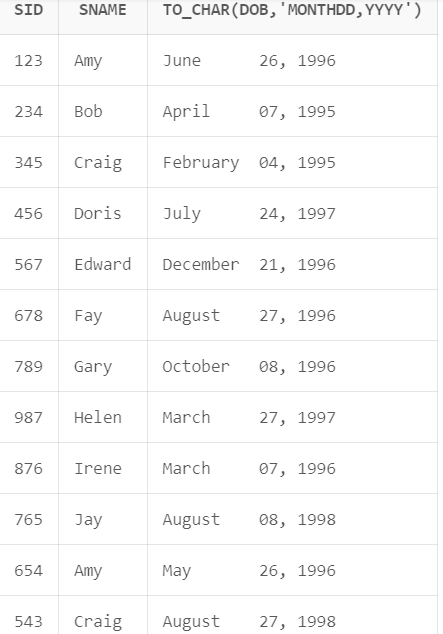 SID SNAME TO_CHAR(DOB,'MONTHDD,YYYY')
123 Amy June 26, 1996
234 Bob April 07, 1995
345 Craig February 04, 1995
456 Doris July 24, 1997
567 Edward December 21, 1996
678 Fay August 27, 1996
789 Gary October 08, 1996
987 Helen March 27, 1997
876 Irene March 07, 1996
765 Jay August 08, 1998
654 Amy May 26, 1996
543 Craig August 27, 1998